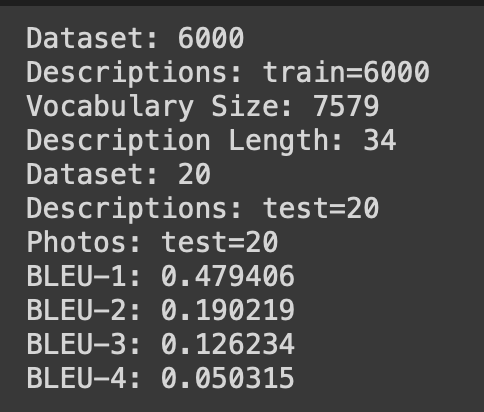 Dataset: 6000
Descriptions: train=6000
Vocabulary Size: 7579
Description Length: 34
Dataset: 20
Descriptions: test=20
Photos: test=20
BLEU-1: 0.479406
BLEU-2: 0.190219
BLEU-3: 0.126234
BLEU-4: 0.050315